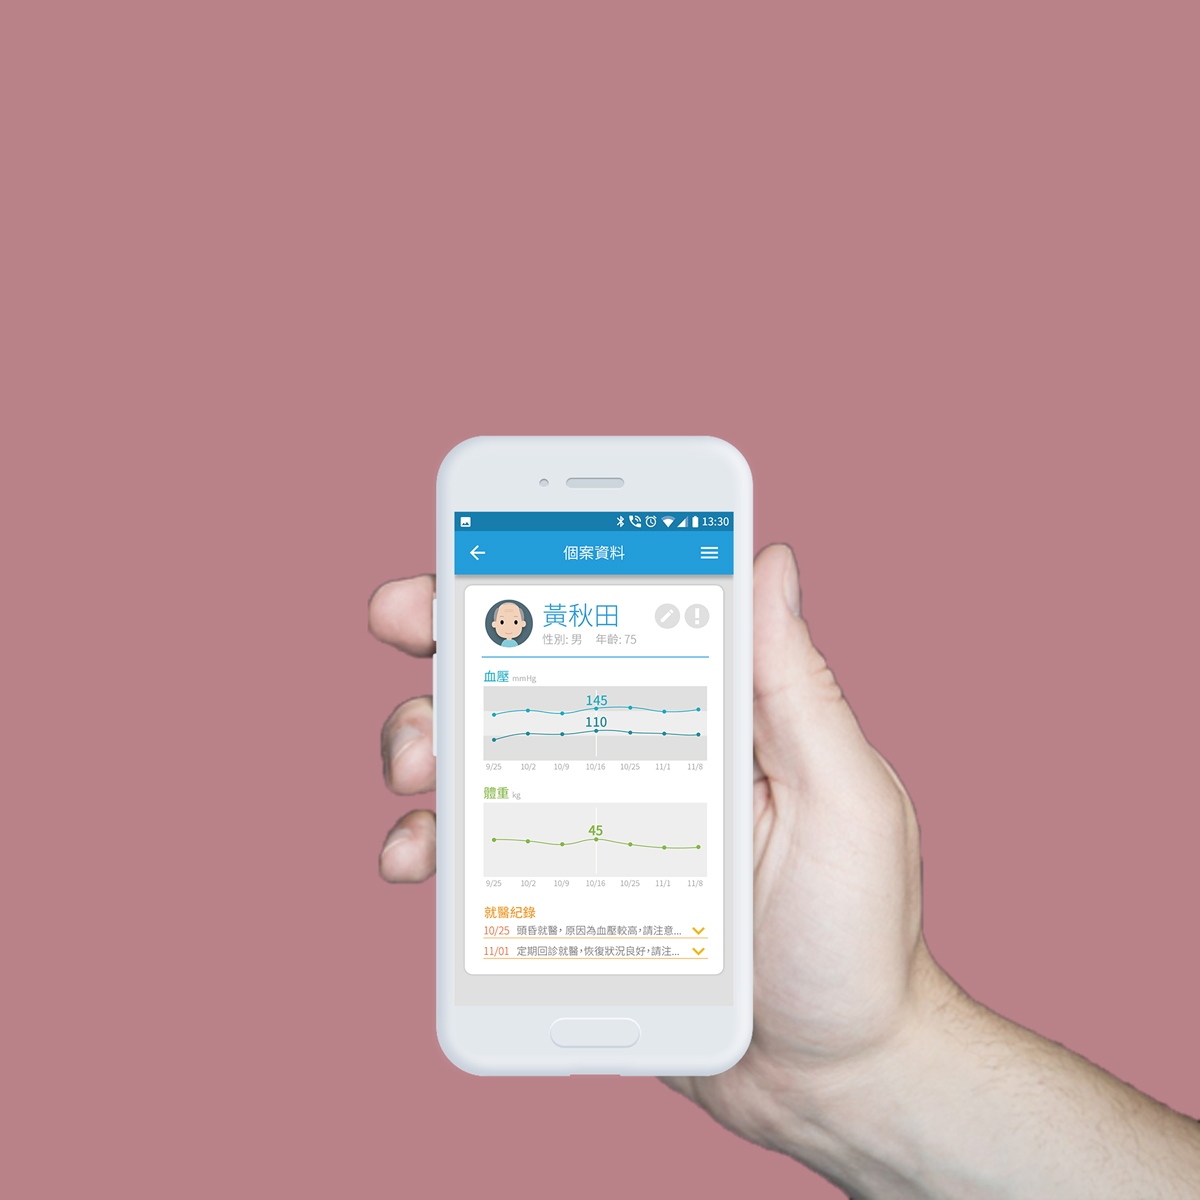 13:30
個案資料
黃秋田
性別: 男 年齡: 75
血壓 mmHg
145
110
9/25 10/2 10/9 10/16 10/25 11/1 11/8
體重 kg
45
9/25 10/2 10/9 10/16 10/25 11/1 11/8
就醫紀錄
10/25 頭昏就醫，原因為血壓較高，請注意...
11/01 定期回診就醫，恢復狀況良好，請注...